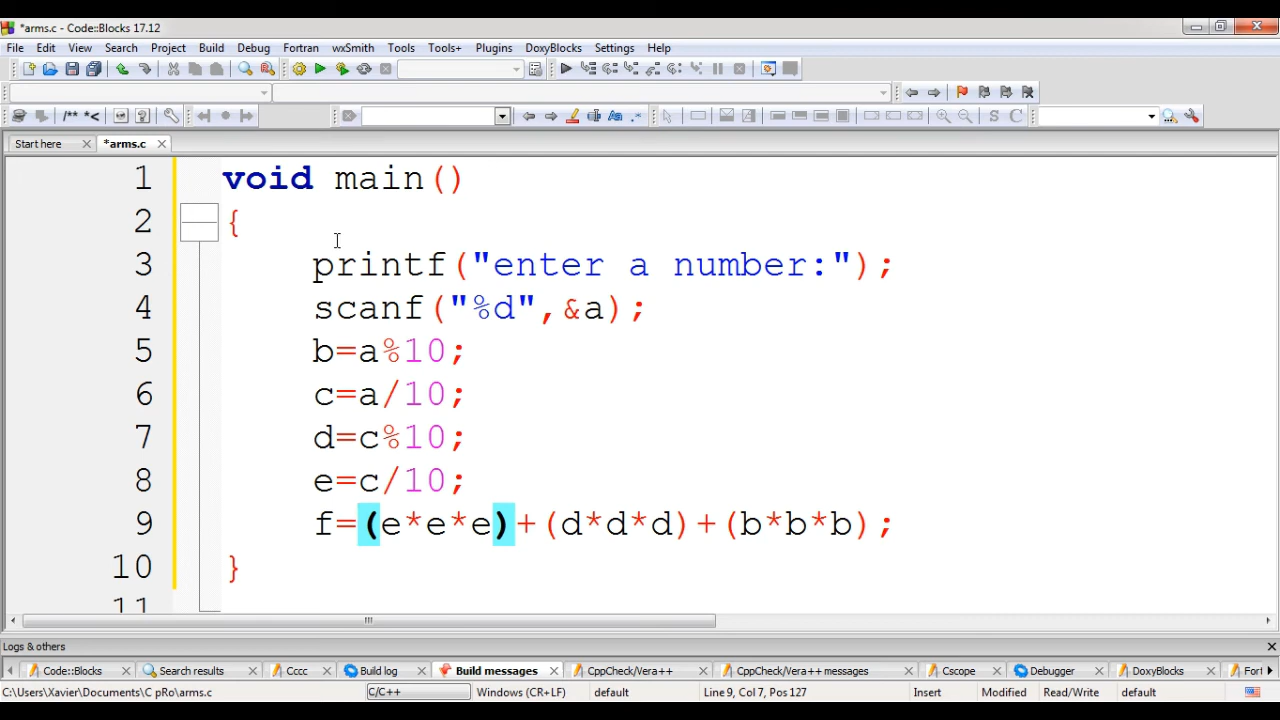 *arms.c - Code::Blocks 17.12
File Edit View Search Project Build Debug Fortran wxSmith Tools Tools+ Plugins DoxyBlocks Settings Help
/** *<
S C
Start here *arms.c
1 void main()
2 {
3 printf("enter a number:");
4 scanf("%d",&a);
5 b=a%10;
6 c=a/10;
7 d=c%10;
8 e=c/10;
9 f=(e*e*e)+(d*d*d)+(b*b*b);
10 }
11
Logs & others
Code::Blocks Search results Cccc Build log Build messages CppCheck/Vera++ CppCheck/Vera++ messages Cscope Debugger DoxyBlocks For
C:\Users\Xavier\Documents\C pRo\arms.c C/C++ Windows (CR+LF) default Line 9, Col 7, Pos 127 Insert Modified Read/Write default